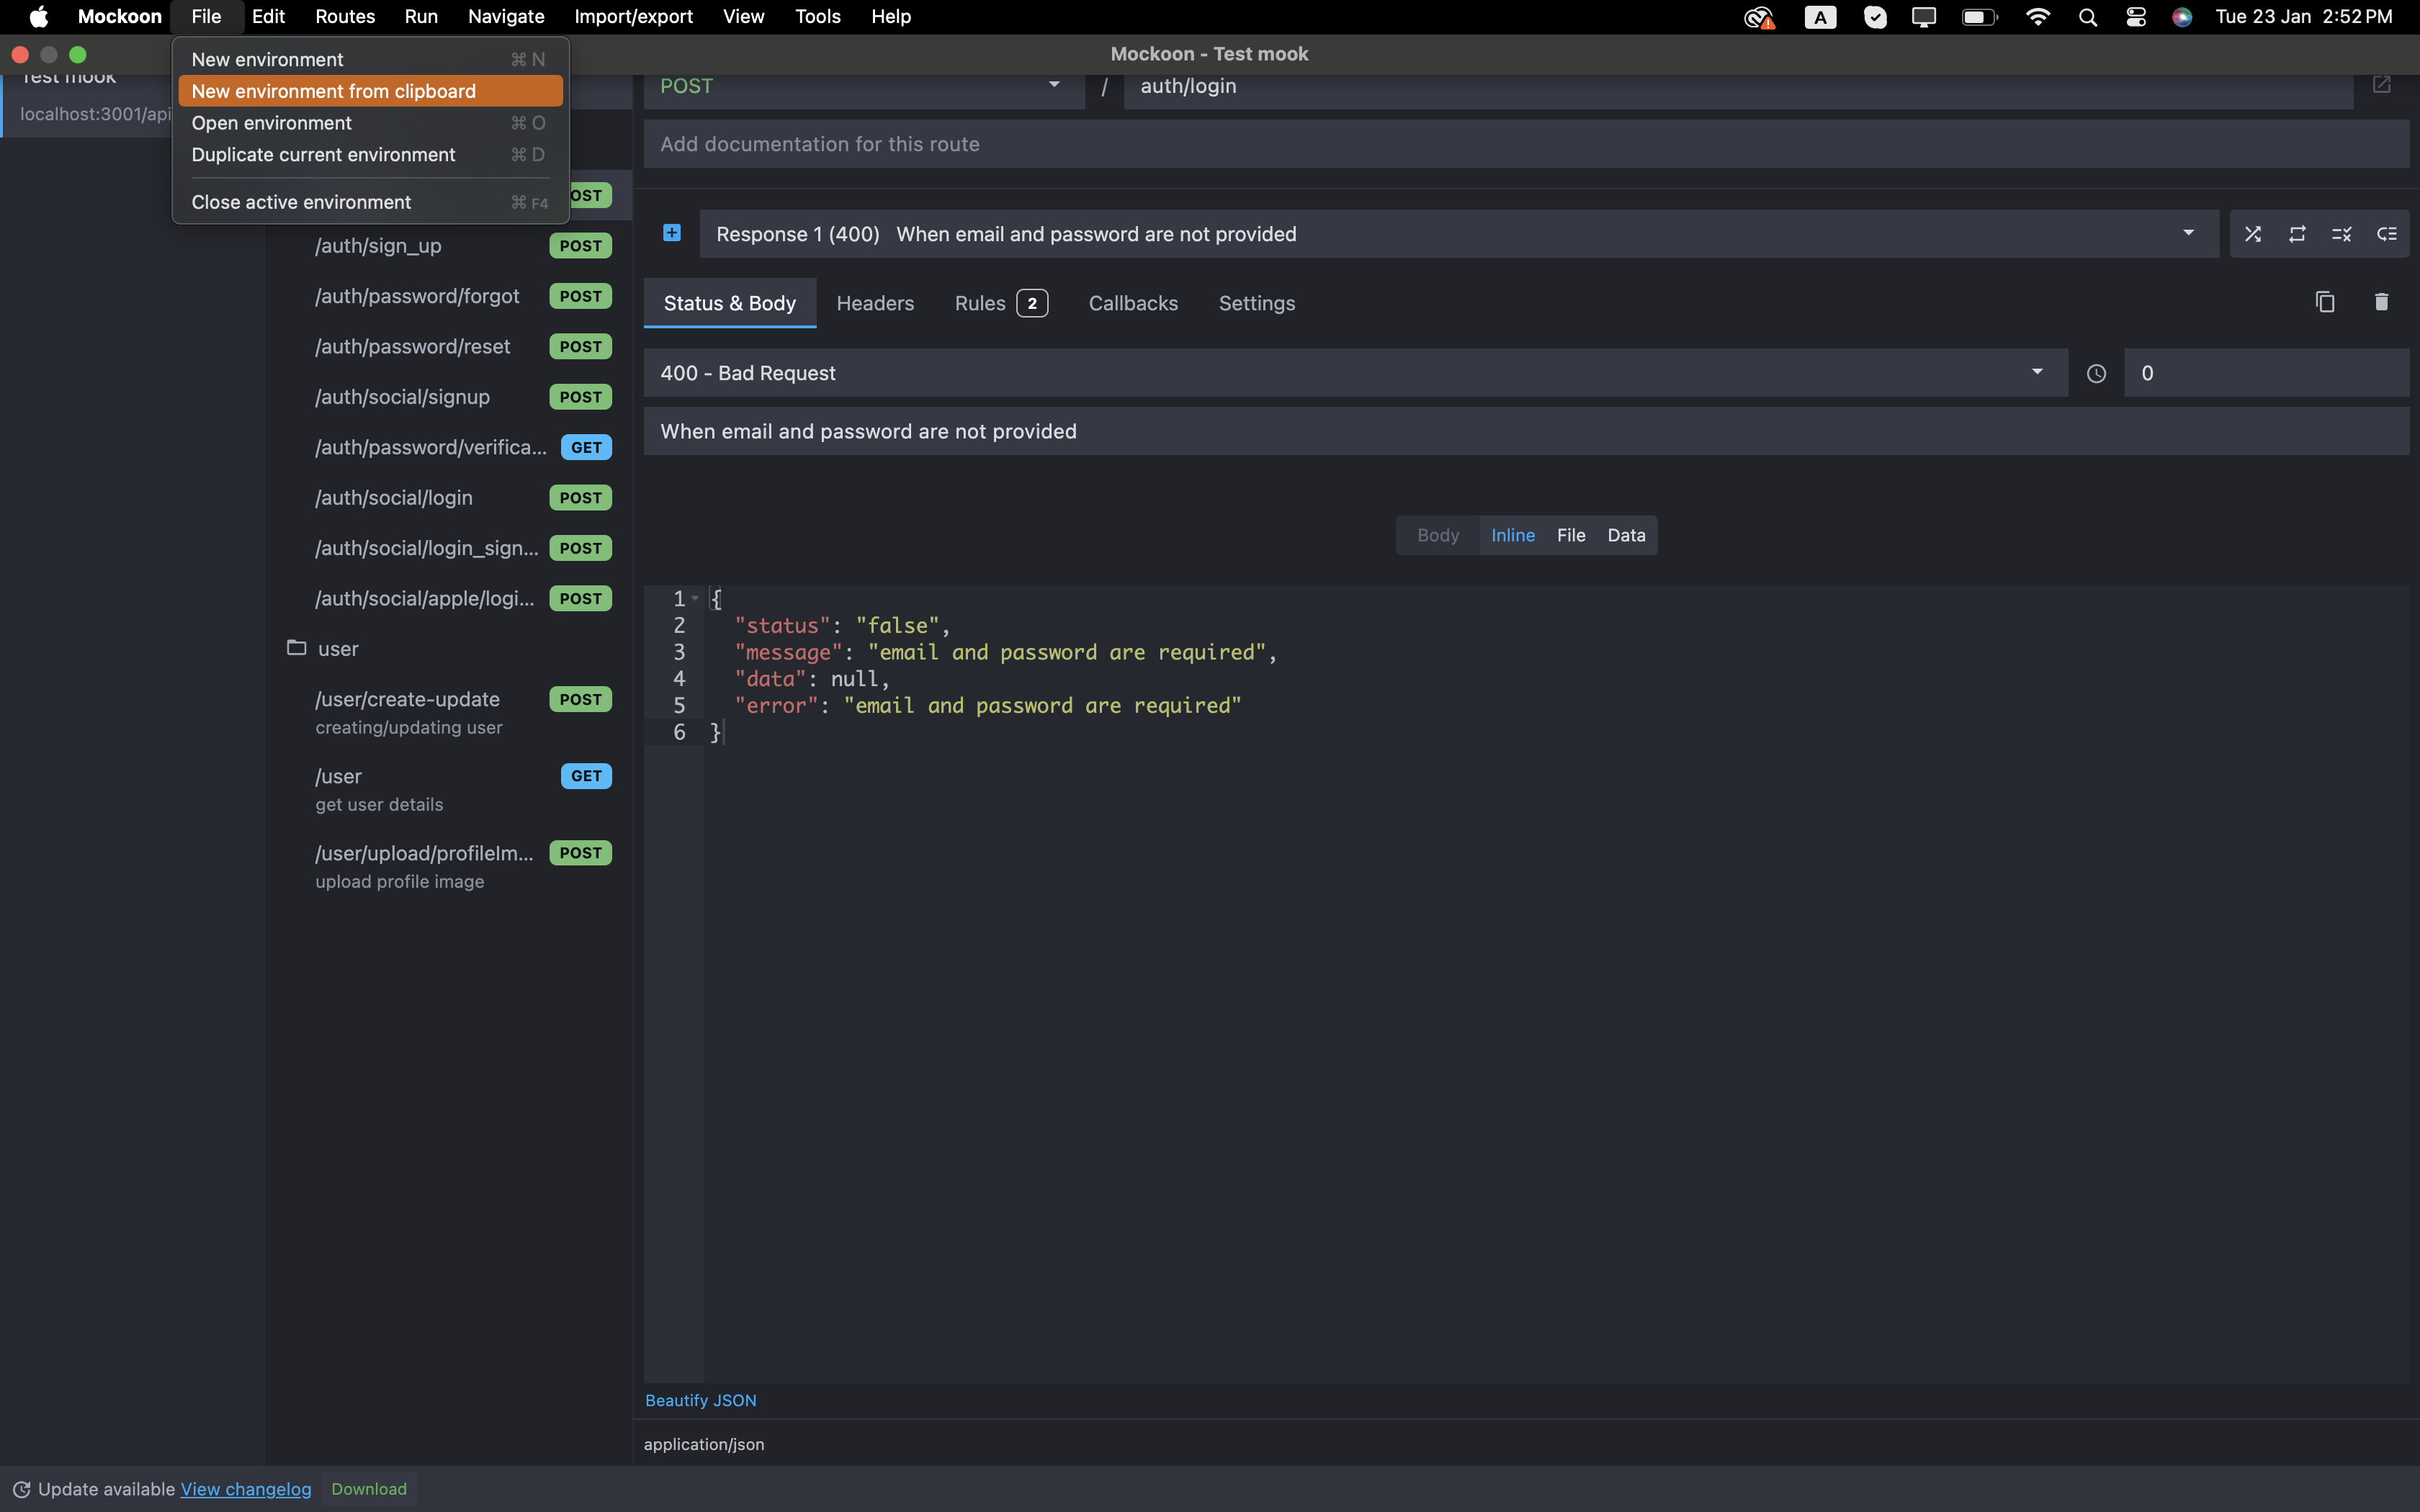 Mockoon File Edit Routes Run Navigate Import/export View Tools Help A Tue 23 Jan 2:52 PM
Mockoon - Test mook
New environment ⌘ N
New environment from clipboard
Open environment ⌘ O
Duplicate current environment ⌘ D
Close active environment ⌘ F4
Test mook
localhost:3001/api
OST
/auth/sign_up POST
/auth/password/forgot POST
/auth/password/reset POST
/auth/social/signup POST
/auth/password/verifica... GET
/auth/social/login POST
/auth/social/login_sign... POST
/auth/social/apple/logi... POST
user
/user/create-update POST
creating/updating user
/user GET
get user details
/user/upload/profileIm... POST
upload profile image
POST / auth/login
Add documentation for this route
Response 1 (400) When email and password are not provided
Status & Body Headers Rules 2 Callbacks Settings
400 - Bad Request 0
When email and password are not provided
Body Inline File Data
1 {
2 "status": "false",
3 "message": "email and password are required",
4 "data": null,
5 "error": "email and password are required"
6 }
Beautify JSON
application/json
Update available View changelog Download